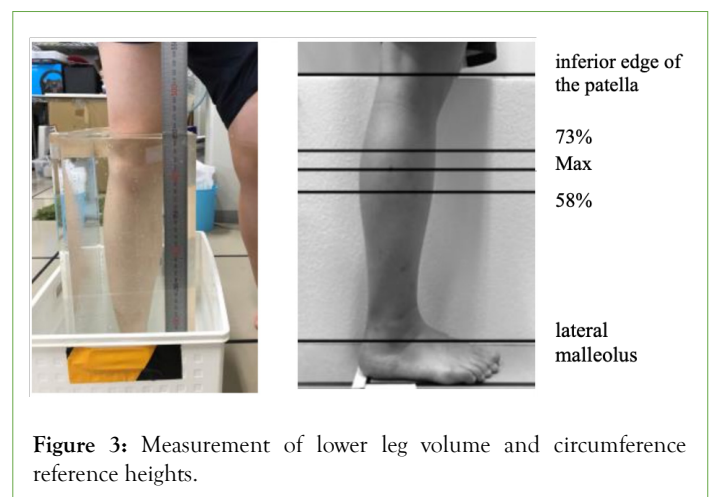 inferior edge of
the patella
73%
Max
58%
lateral
malleolus
Figure 3: Measurement of lower leg volume and circumference
reference heights.